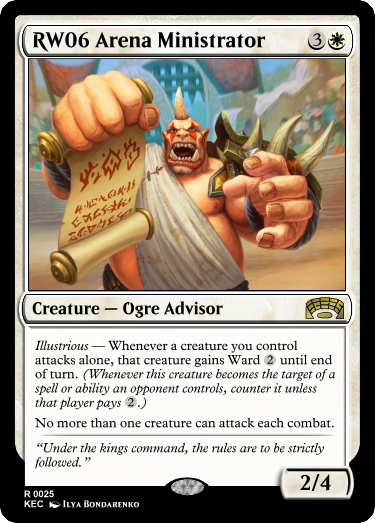 RW06 Arena Ministrator 3
Creature — Ogre Advisor
Illustrious — Whenever a creature you control
attacks alone, that creature gains Ward 2 until end
of turn. (Whenever this creature becomes the target of a
spell or ability an opponent controls, counter it unless
that player pays 2.)
No more than one creature can attack each combat.
“Under the kings command, the rules are to be strictly
followed.”
2/4
R 0025
KEC Ilya Bondarenko